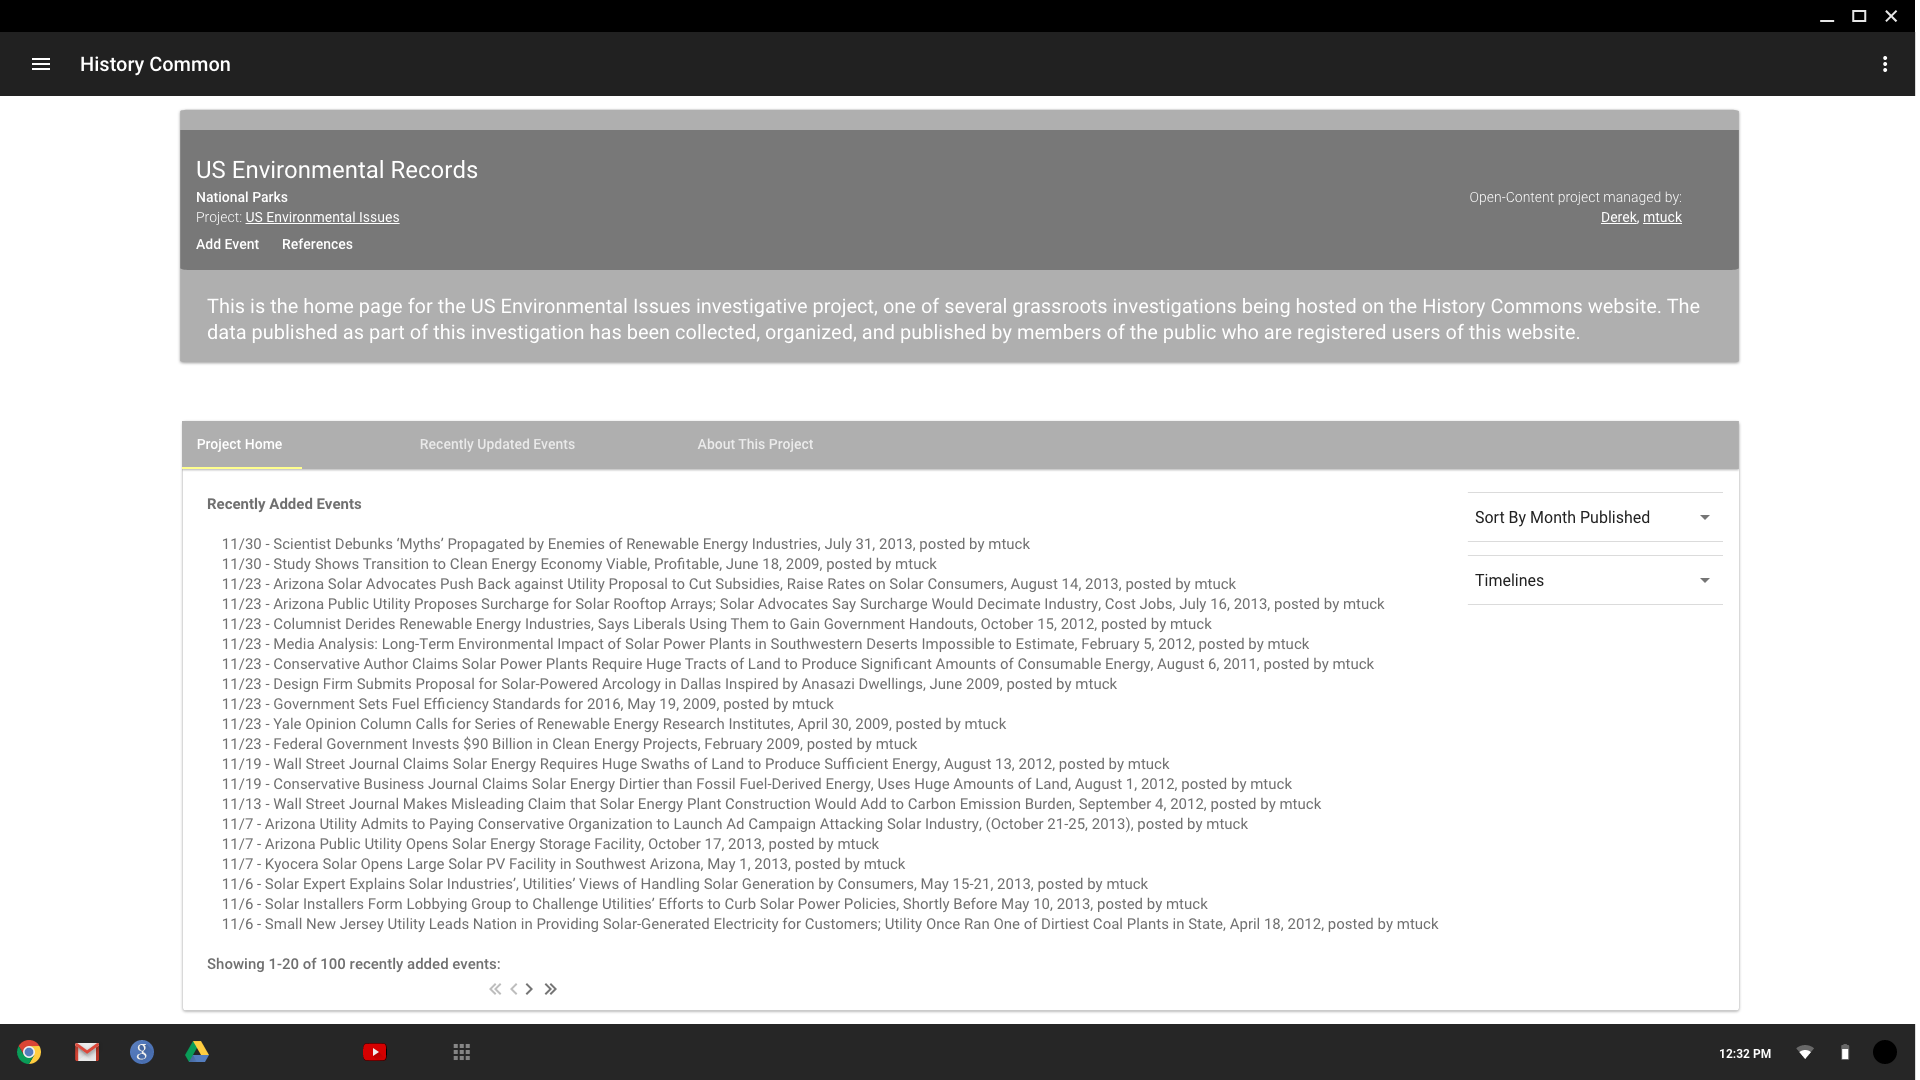 History Common
US Environmental Records
National Parks
Project: US Environmental Issues
Open-Content project managed by:
Derek, mtuck
Add Event References
This is the home page for the US Environmental Issues investigative project, one of several grassroots investigations being hosted on the History Commons website. The
data published as part of this investigation has been collected, organized, and published by members of the public who are registered users of this website.
Project Home Recently Updated Events About This Project
Recently Added Events
Sort By Month Published
Timelines
11/30 - Scientist Debunks ‘Myths’ Propagated by Enemies of Renewable Energy Industries, July 31, 2013, posted by mtuck
11/30 - Study Shows Transition to Clean Energy Economy Viable, Profitable, June 18, 2009, posted by mtuck
11/23 - Arizona Solar Advocates Push Back against Utility Proposal to Cut Subsidies, Raise Rates on Solar Consumers, August 14, 2013, posted by mtuck
11/23 - Arizona Public Utility Proposes Surcharge for Solar Rooftop Arrays; Solar Advocates Say Surcharge Would Decimate Industry, Cost Jobs, July 16, 2013, posted by mtuck
11/23 - Columnist Derides Renewable Energy Industries, Says Liberals Using Them to Gain Government Handouts, October 15, 2012, posted by mtuck
11/23 - Media Analysis: Long-Term Environmental Impact of Solar Power Plants in Southwestern Deserts Impossible to Estimate, February 5, 2012, posted by mtuck
11/23 - Conservative Author Claims Solar Power Plants Require Huge Tracts of Land to Produce Significant Amounts of Consumable Energy, August 6, 2011, posted by mtuck
11/23 - Design Firm Submits Proposal for Solar-Powered Arcology in Dallas Inspired by Anasazi Dwellings, June 2009, posted by mtuck
11/23 - Government Sets Fuel Efficiency Standards for 2016, May 19, 2009, posted by mtuck
11/23 - Yale Opinion Column Calls for Series of Renewable Energy Research Institutes, April 30, 2009, posted by mtuck
11/23 - Federal Government Invests $90 Billion in Clean Energy Projects, February 2009, posted by mtuck
11/19 - Wall Street Journal Claims Solar Energy Requires Huge Swaths of Land to Produce Sufficient Energy, August 13, 2012, posted by mtuck
11/19 - Conservative Business Journal Claims Solar Energy Dirtier than Fossil Fuel-Derived Energy, Uses Huge Amounts of Land, August 1, 2012, posted by mtuck
11/13 - Wall Street Journal Makes Misleading Claim that Solar Energy Plant Construction Would Add to Carbon Emission Burden, September 4, 2012, posted by mtuck
11/7 - Arizona Utility Admits to Paying Conservative Organization to Launch Ad Campaign Attacking Solar Industry, (October 21-25, 2013), posted by mtuck
11/7 - Arizona Public Utility Opens Solar Energy Storage Facility, October 17, 2013, posted by mtuck
11/7 - Kyocera Solar Opens Large Solar PV Facility in Southwest Arizona, May 1, 2013, posted by mtuck
11/6 - Solar Expert Explains Solar Industries’, Utilities’ Views of Handling Solar Generation by Consumers, May 15-21, 2013, posted by mtuck
11/6 - Solar Installers Form Lobbying Group to Challenge Utilities’ Efforts to Curb Solar Power Policies, Shortly Before May 10, 2013, posted by mtuck
11/6 - Small New Jersey Utility Leads Nation in Providing Solar-Generated Electricity for Customers; Utility Once Ran One of Dirtiest Coal Plants in State, April 18, 2012, posted by mtuck
Showing 1-20 of 100 recently added events:
12:32 PM